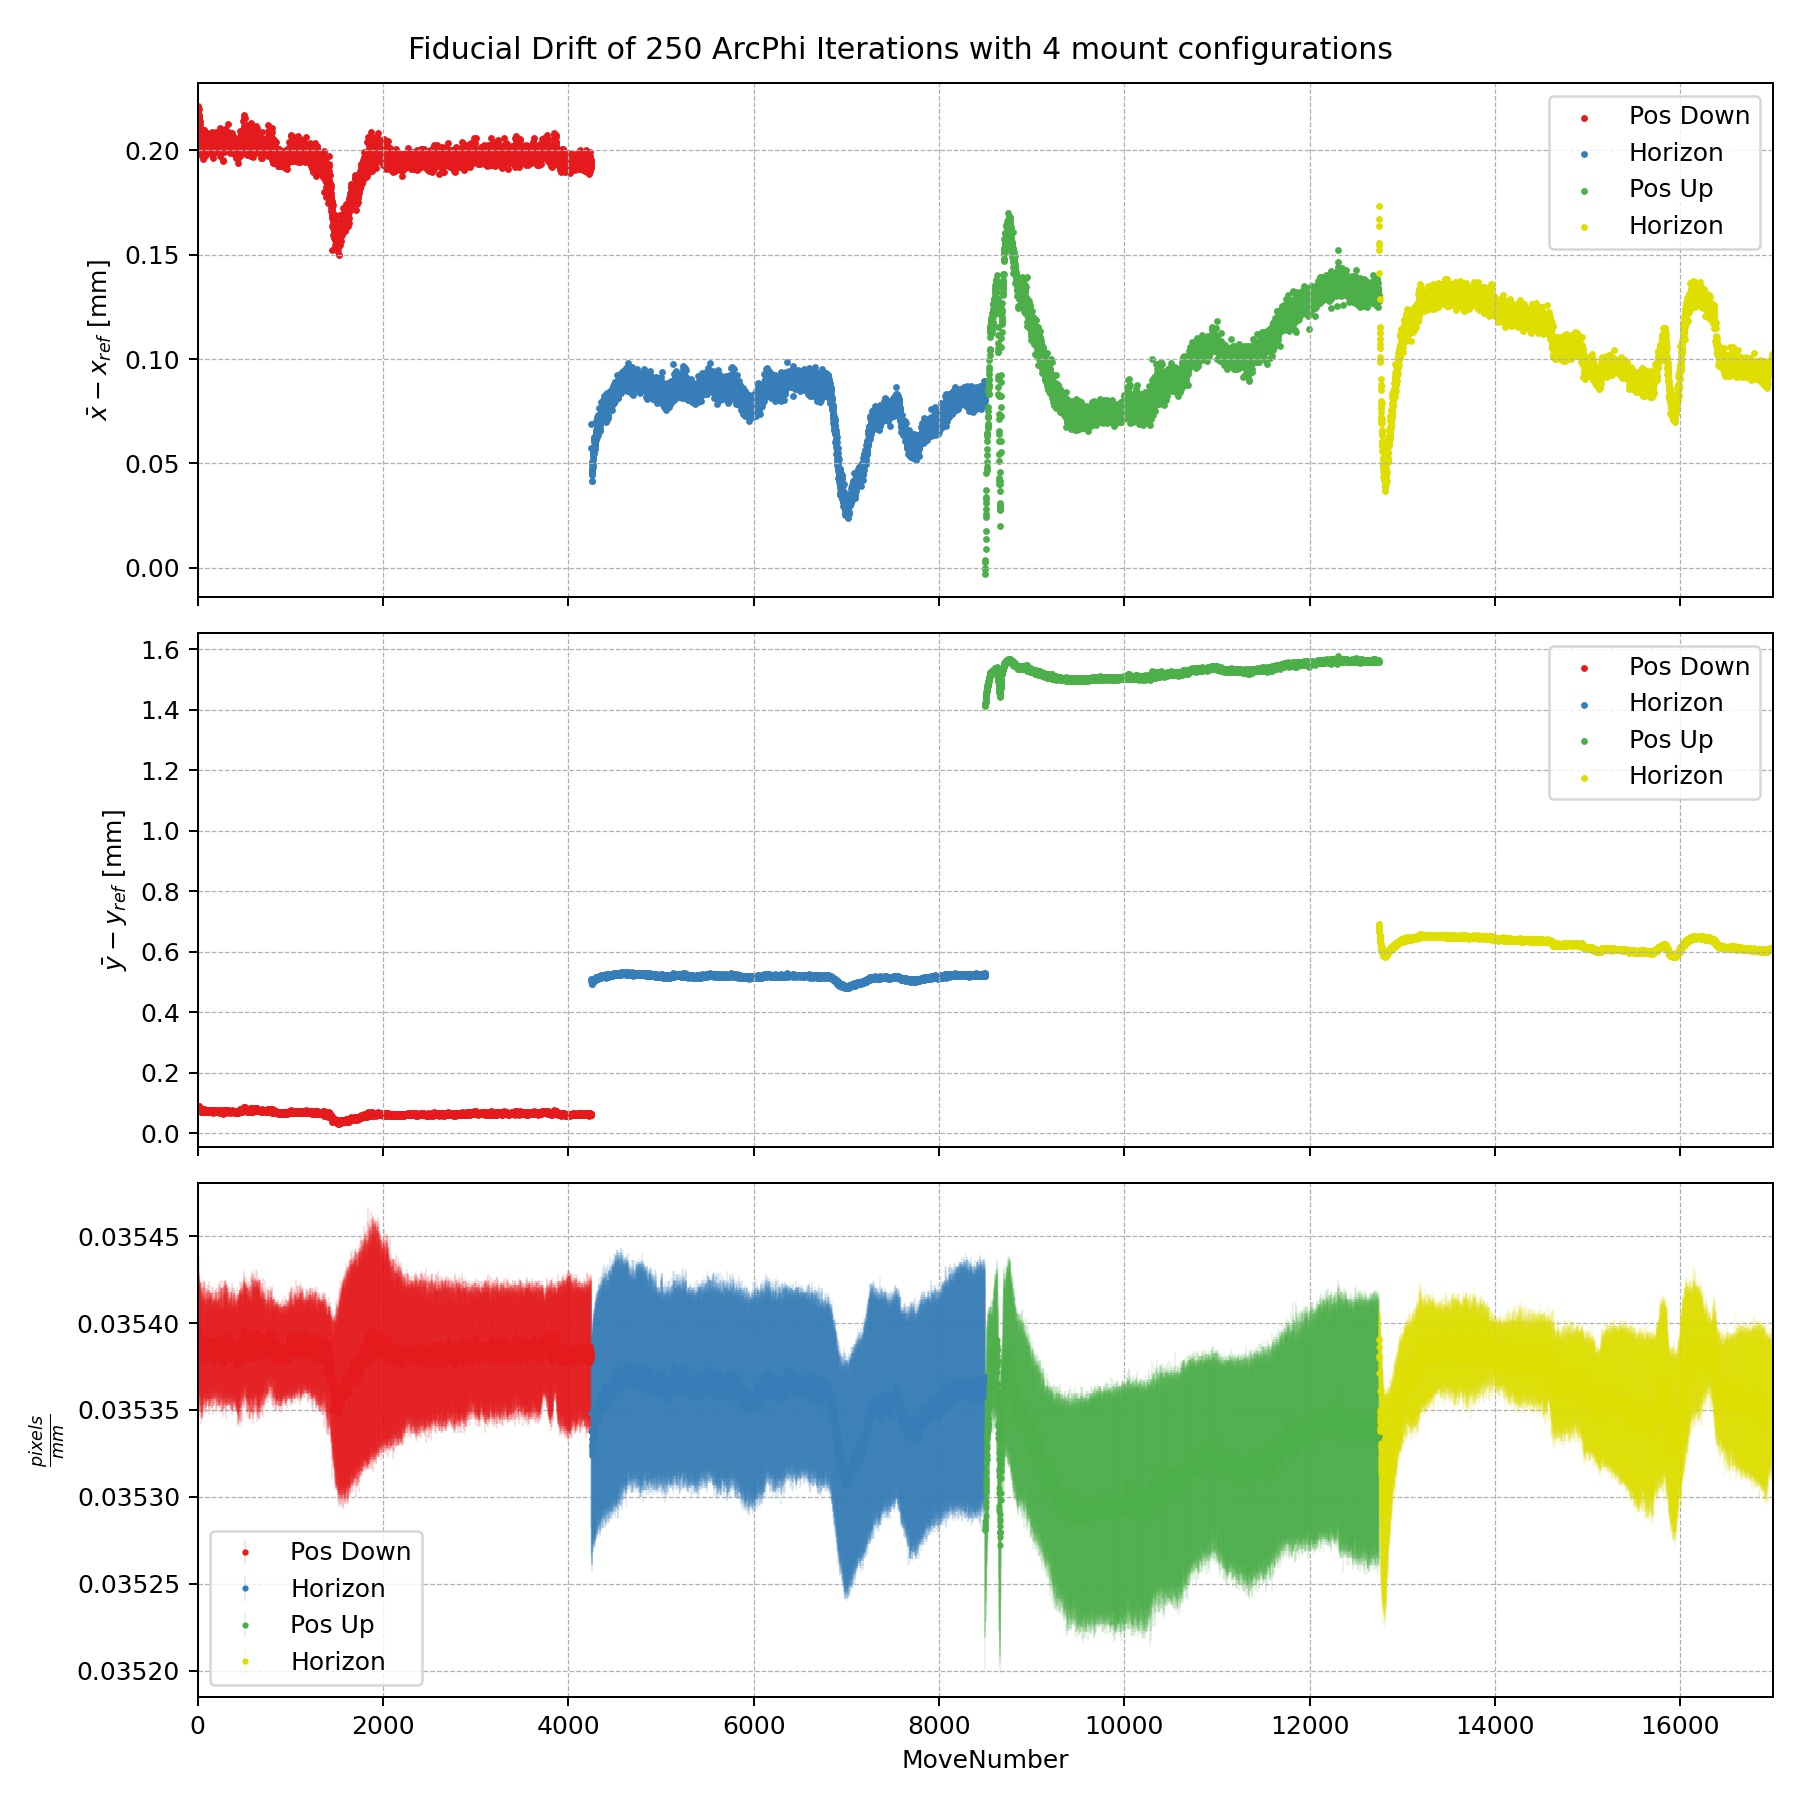 Fiducial Drift of 250 ArcPhi Iterations with 4 mount configurations
x̄ − x_ref [mm]
0.20
0.15
0.10
0.05
0.00
Pos Down
Horizon
Pos Up
Horizon
ȳ − y_ref [mm]
1.6
1.4
1.2
1.0
0.8
0.6
0.4
0.2
0.0
Pos Down
Horizon
Pos Up
Horizon
pixels/mm
0.03545
0.03540
0.03535
0.03530
0.03525
0.03520
Pos Down
Horizon
Pos Up
Horizon
0 2000 4000 6000 8000 10000 12000 14000 16000
MoveNumber